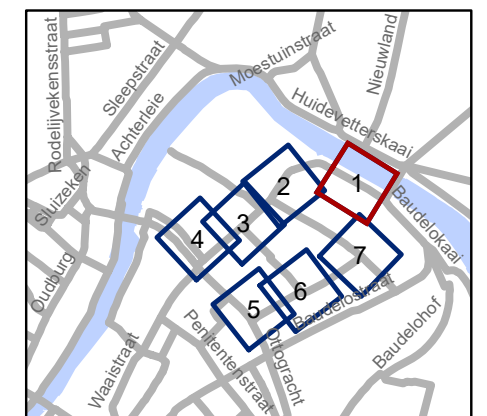 Rodelijvekensstraat
Sleepstraat
Moestuinstraat
Nieuwland
Achterleie
Huidevetterskaai
Sluizeken
Baudelokaai
1
2
3
4
7
5
6
Oudburg
Baudelostraat
Baudelohof
Waaistraat
Penitentenstraat
Ottogracht